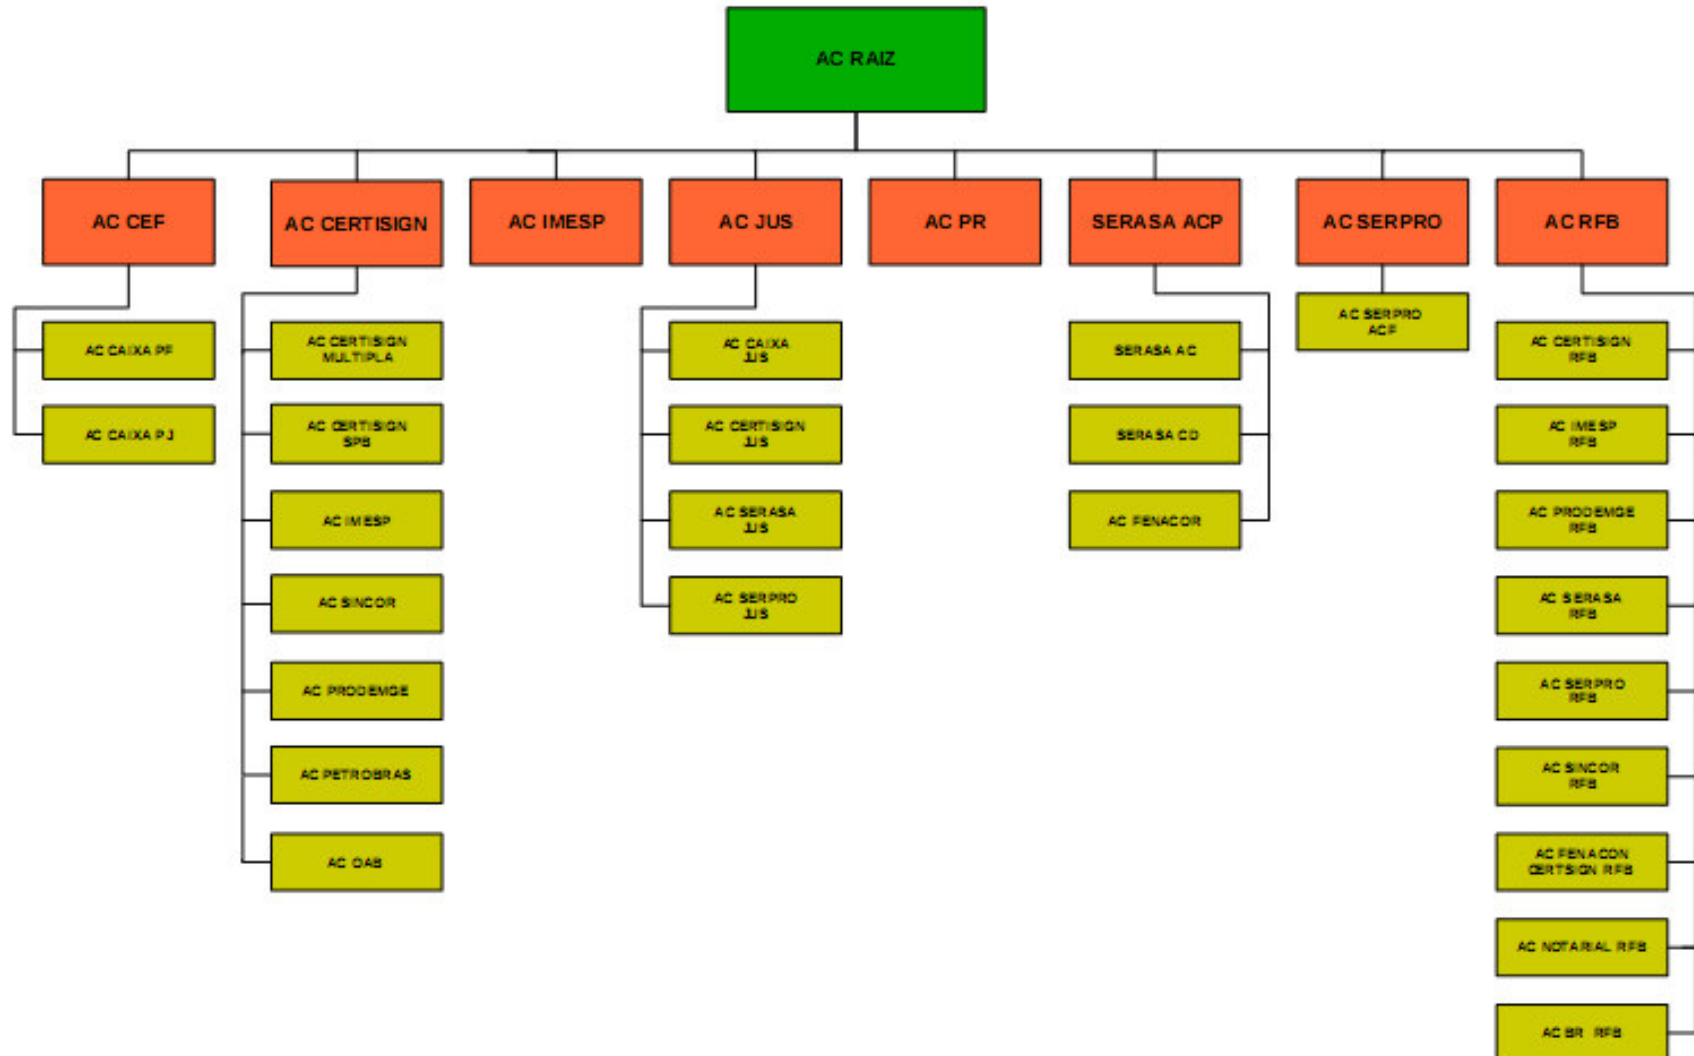 AC RAIZ
AC CEF
AC CERTISIGN
AC IMESP
AC JUS
AC PR
SERASA ACP
AC SERPRO
AC RFB
AC CAIXA PF
AC CAIXA PJ
AC CERTISIGN
MULTIPLA
AC CERTISIGN
SPB
AC IMESP
AC SINCOR
AC PRODEMGE
AC PETROBRAS
AC OAB
AC CAIXA
JUS
AC CERTISIGN
JUS
AC SERASA
JUS
AC SERPRO
JUS
SERASA AC
SERASA CD
AC FENACOR
AC SERPRO
ACF
AC CERTISIGN
RFB
AC IMESP
RFB
AC PRODEMGE
RFB
AC SERASA
RFB
AC SERPRO
RFB
AC SINCOR
RFB
AC FENACON
CERTSIGN RFB
AC NOTARIAL RFB
AC BR RFB